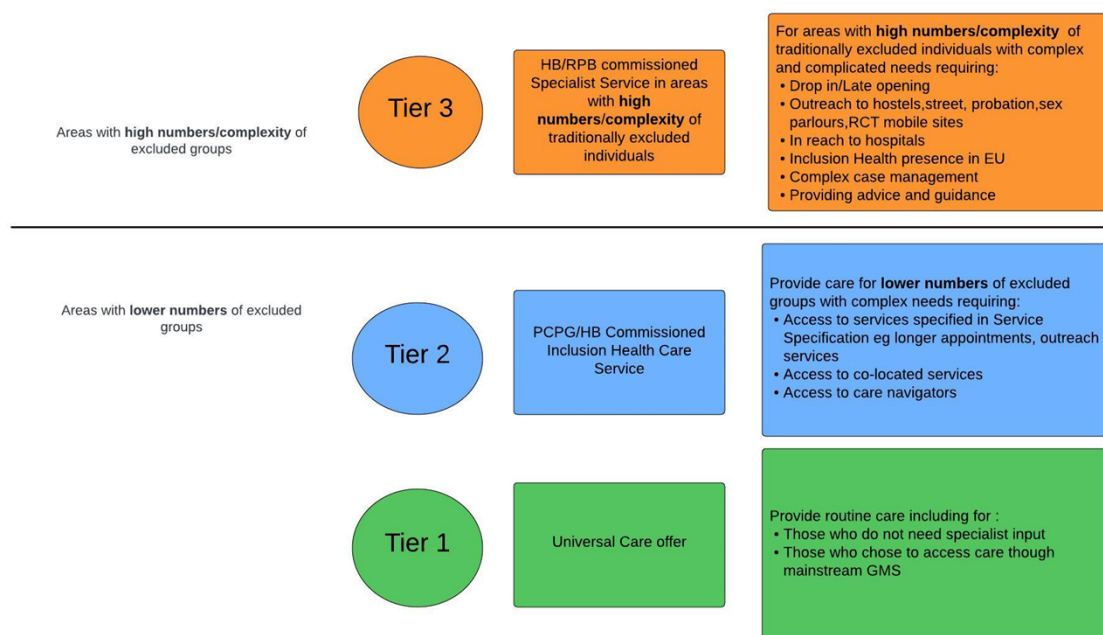 Areas with high numbers/complexity of
excluded groups
Tier 3
HB/RPB commissioned
Specialist Service in areas
with high
numbers/complexity of
traditionally excluded
individuals
For areas with high numbers/complexity of
traditionally excluded individuals with complex
and complicated needs requiring:
• Drop in/Late opening
• Outreach to hostels,street, probation,sex
parlours,RCT mobile sites
• In reach to hospitals
• Inclusion Health presence in EU
• Complex case management
• Providing advice and guidance
Areas with lower numbers of excluded
groups
Tier 2
PCPG/HB Commissioned
Inclusion Health Care
Service
Provide care for lower numbers of excluded
groups with complex needs requiring:
• Access to services specified in Service
Specification eg longer appointments, outreach
services
• Access to co-located services
• Access to care navigators
Tier 1
Universal Care offer
Provide routine care including for :
• Those who do not need specialist input
• Those who chose to access care though
mainstream GMS